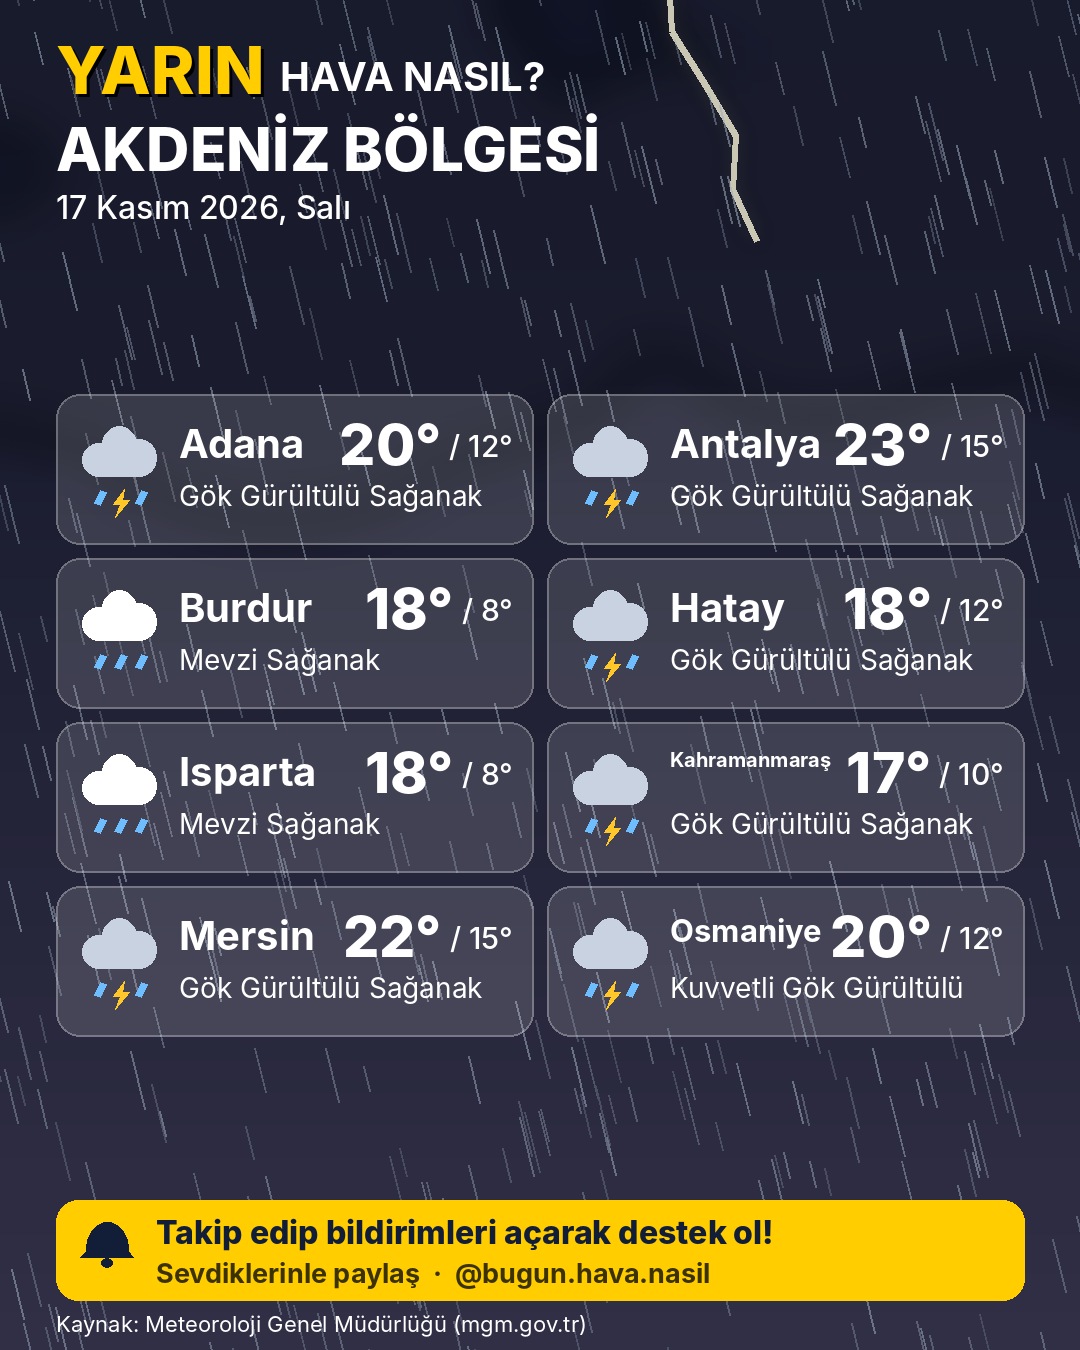 YARIN HAVA NASIL?
AKDENİZ BÖLGESİ
17 Kasım 2026, Salı
Adana 20° / 12°
Gök Gürültülü Sağanak
Antalya 23° / 15°
Gök Gürültülü Sağanak
Burdur 18° / 8°
Mevzi Sağanak
Hatay 18° / 12°
Gök Gürültülü Sağanak
Isparta 18° / 8°
Mevzi Sağanak
Kahramanmaraş 17° / 10°
Gök Gürültülü Sağanak
Mersin 22° / 15°
Gök Gürültülü Sağanak
Osmaniye 20° / 12°
Kuvvetli Gök Gürültülü
Takip edip bildirimleri açarak destek ol!
Sevdiklerinle paylaş · @bugun.hava.nasil
Kaynak: Meteoroloji Genel Müdürlüğü (mgm.gov.tr)